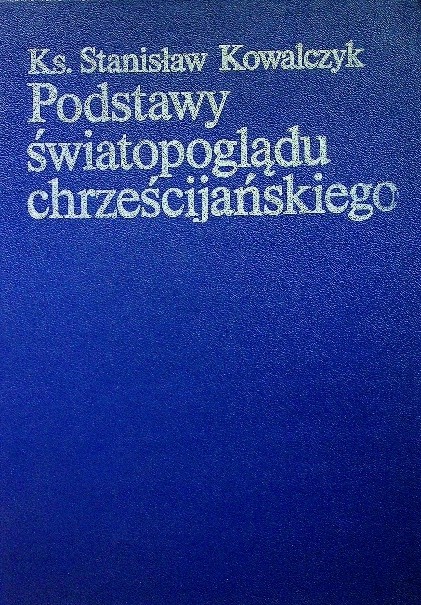 Ks. Stanisław Kowalczyk
Podstawy
światopoglądu
chrześcijańskiego